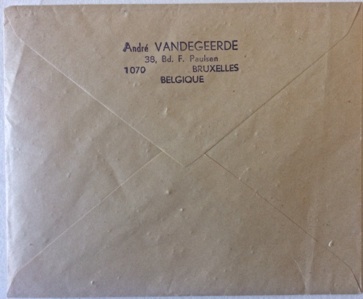 André VANDEGEERDE
38, Bd. F. Paulsen
1070 BRUXELLES
BELGIQUE